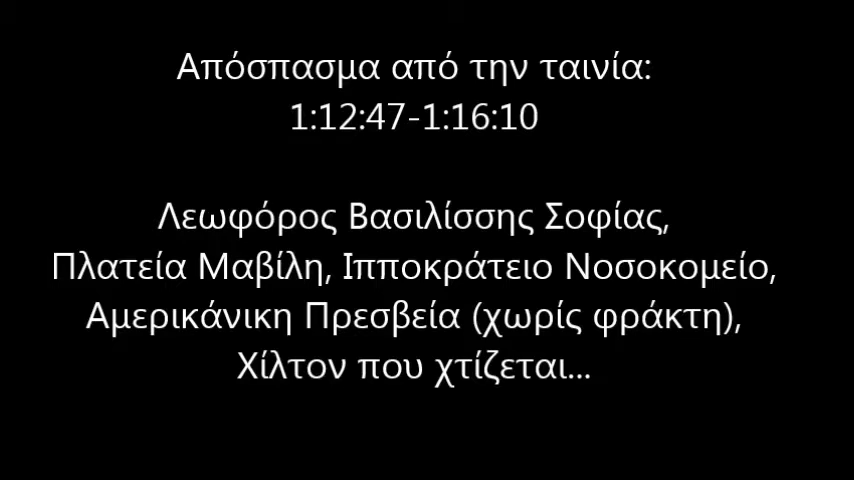 Απόσπασμα από την ταινία:
1:12:47-1:16:10
Λεωφόρος Βασιλίσσης Σοφίας,
Πλατεία Μαβίλη, Ιπποκράτειο Νοσοκομείο,
Αμερικάνικη Πρεσβεία (χωρίς φράκτη),
Χίλτον που χτίζεται...